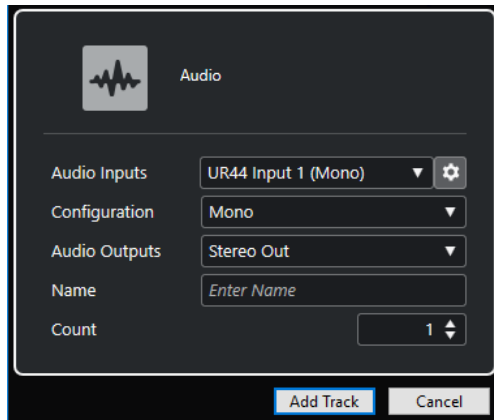 Audio
Audio Inputs UR44 Input 1 (Mono)
Configuration Mono
Audio Outputs Stereo Out
Name Enter Name
Count 1
Add Track Cancel